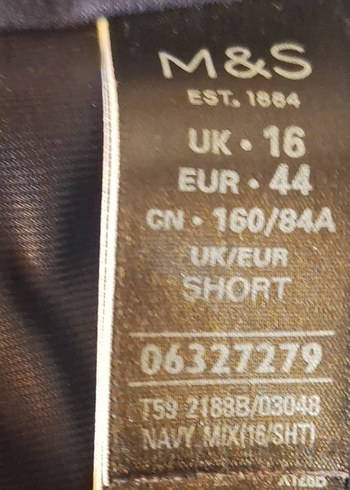 M&S
EST. 1884
UK • 16
EUR • 44
CN • 160/84A
UK/EUR
SHORT
06327279
T59 2188B/03048
NAVY MIX(16/SHT)